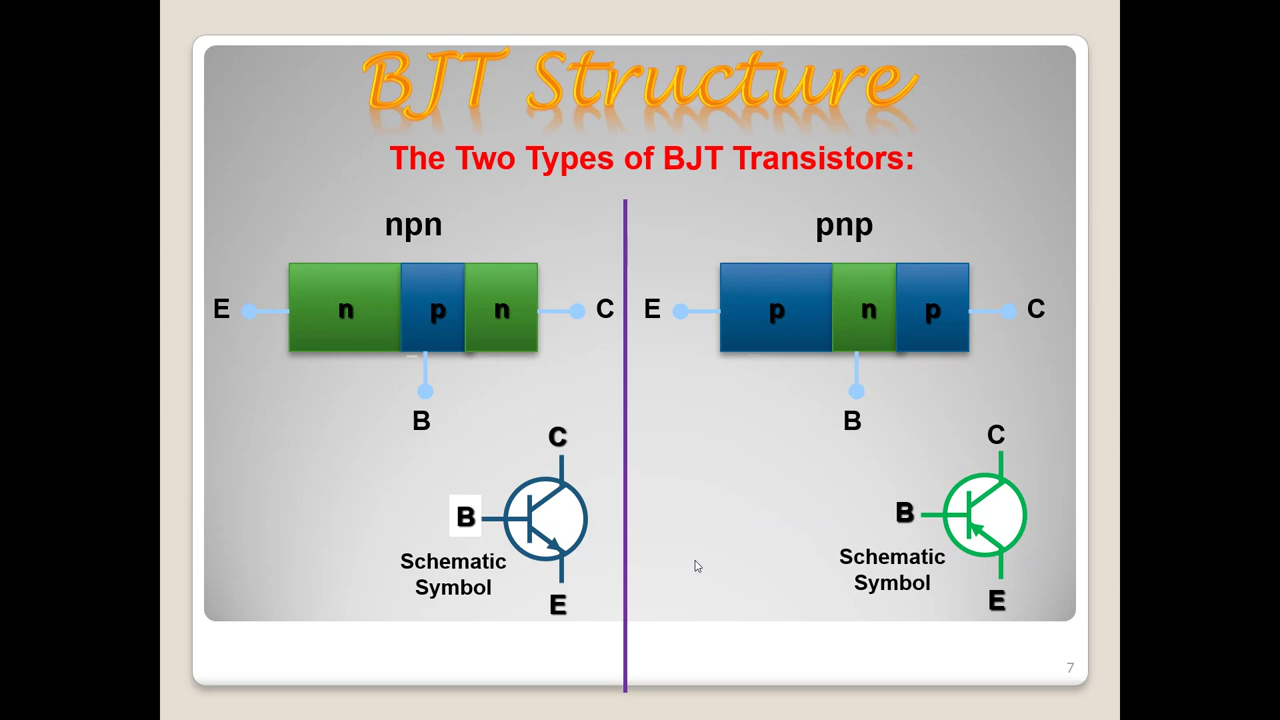 BJT Structure
The Two Types of BJT Transistors:
npn
E
n
p
n
C
B
C
B
Schematic
Symbol
E
pnp
E
p
n
p
C
B
C
B
Schematic
Symbol
E
7